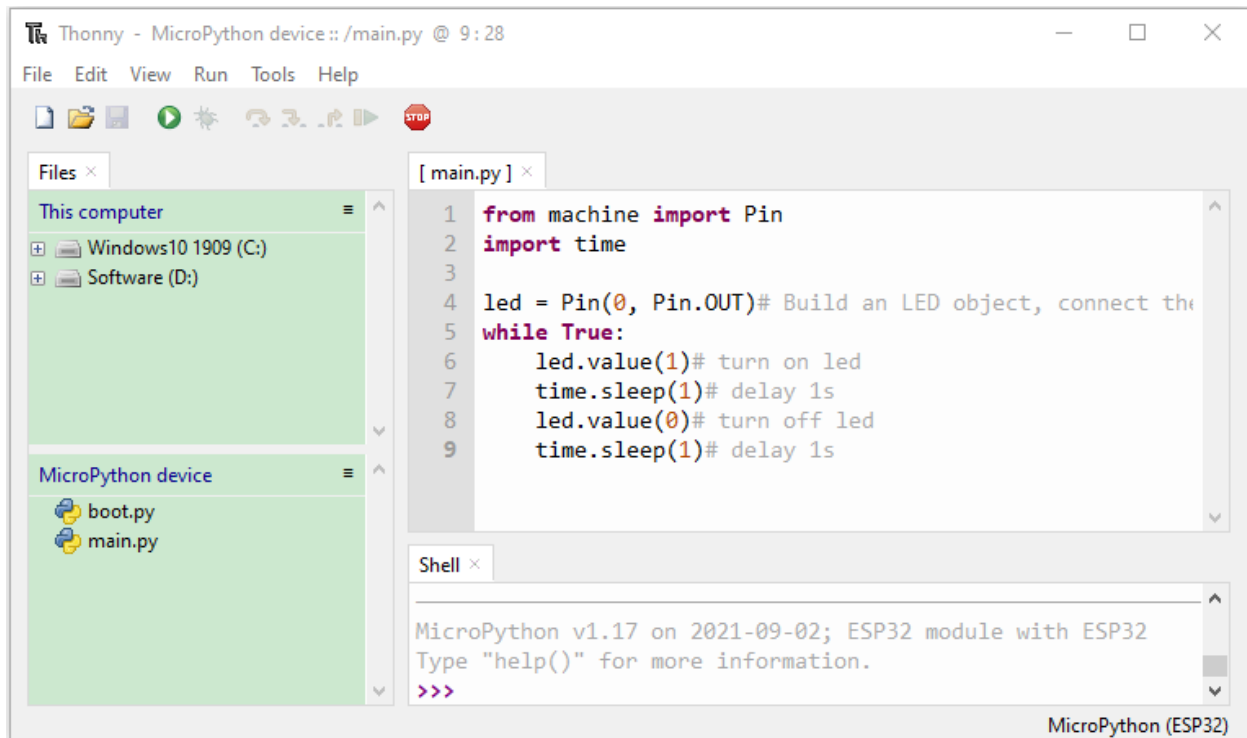 Thonny - MicroPython device :: /main.py @ 9 : 28
File Edit View Run Tools Help
STOP
Files
This computer
Windows10 1909 (C:)
Software (D:)
MicroPython device
boot.py
main.py
[ main.py ]
1 from machine import Pin
2 import time
3
4 led = Pin(0, Pin.OUT)# Build an LED object, connect the
5 while True:
6     led.value(1)# turn on led
7     time.sleep(1)# delay 1s
8     led.value(0)# turn off led
9     time.sleep(1)# delay 1s
Shell
MicroPython v1.17 on 2021-09-02; ESP32 module with ESP32
Type "help()" for more information.
>>>
MicroPython (ESP32)